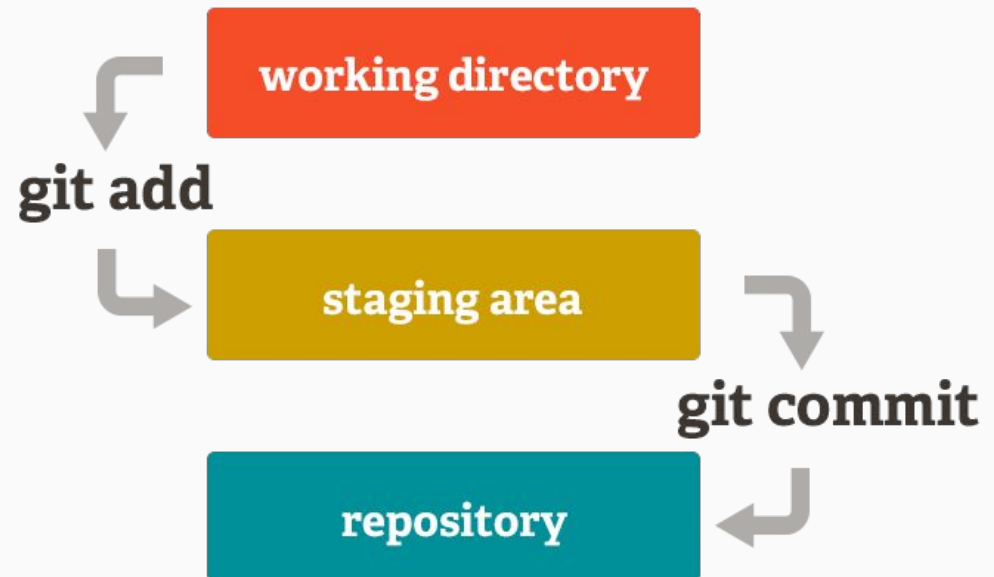 working directory
git add
staging area
git commit
repository